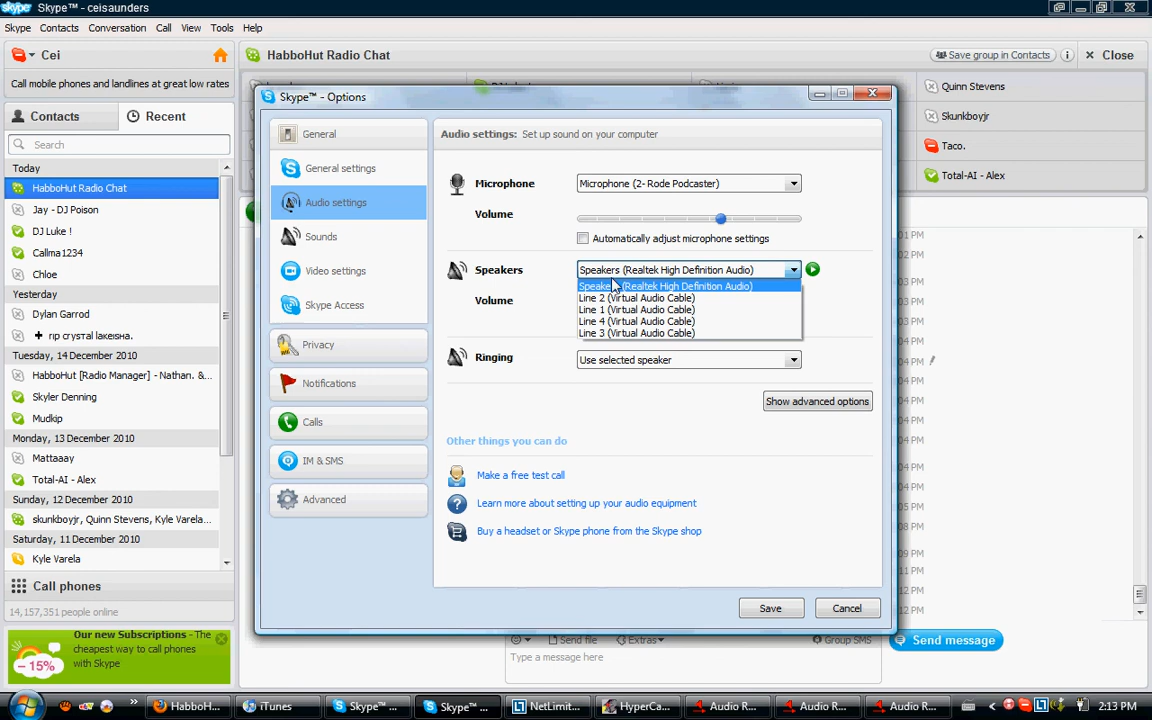 Skype™ - ceisaunders
Skype Contacts Conversation Call View Tools Help
Cei
Call mobile phones and landlines at great low rates
Contacts
Recent
Search
Today
HabboHut Radio Chat
Jay - DJ Poison
DJ Luke !
Callma1234
Chloe
Yesterday
Dylan Garrod
Tuesday, 14 December 2010
HabboHut [Radio Manager] - Nathan. &...
Skyler Denning
Mudkip
Monday, 13 December 2010
Mattaaay
Total-AI - Alex
Sunday, 12 December 2010
skunkboyjr, Quinn Stevens, Kyle Varela...
Saturday, 11 December 2010
Kyle Varela
Call phones
14,157,351 people online
Our new Subscriptions - The
cheapest way to call phones
with Skype
- 15%
HabboHut Radio Chat
Save group in Contacts
Close
Quinn Stevens
Skunkboyjr
Taco.
Total-AI - Alex
Skype™ - Options
General
General settings
Audio settings
Sounds
Video settings
Skype Access
Privacy
Notifications
Calls
IM & SMS
Advanced
Audio settings: Set up sound on your computer
Microphone
Microphone (2- Rode Podcaster)
Volume
Automatically adjust microphone settings
Speakers
Speakers (Realtek High Definition Audio)
Speakers (Realtek High Definition Audio)
Line 2 (Virtual Audio Cable)
Line 1 (Virtual Audio Cable)
Line 4 (Virtual Audio Cable)
Line 3 (Virtual Audio Cable)
Volume
Ringing
Use selected speaker
Show advanced options
Other things you can do
Make a free test call
Learn more about setting up your audio equipment
Buy a headset or Skype phone from the Skype shop
Save
Cancel
Send file
Extras
Group SMS
Type a message here
Send message
HabboH...
iTunes
Skype™ ...
Skype™ ...
NetLimit...
HyperCa...
Audio R...
Audio R...
Audio R...
2:13 PM